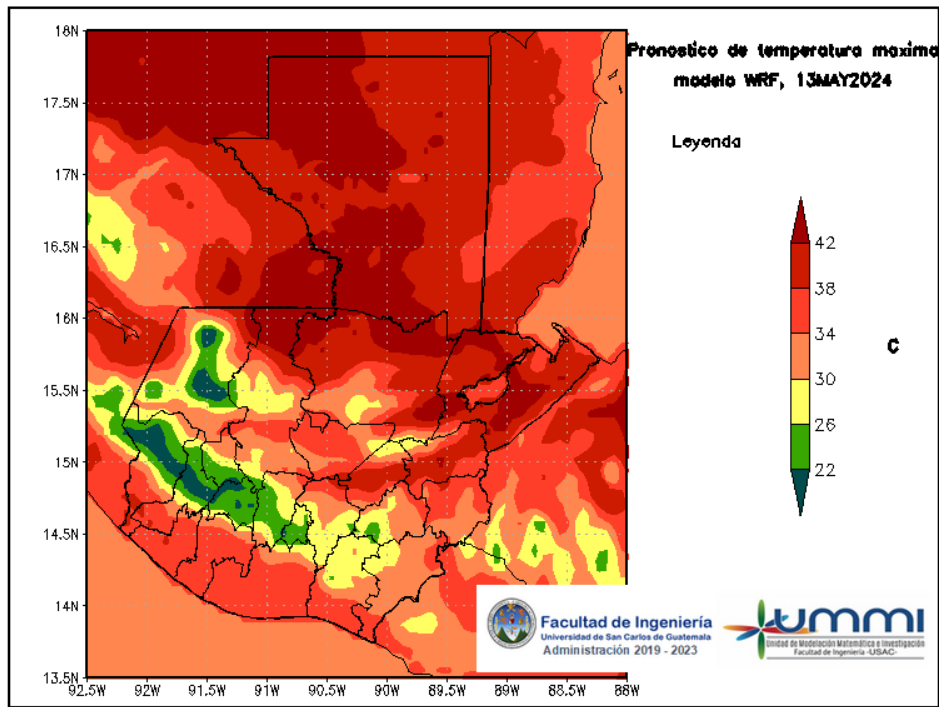 Pronostico de temperatura maxima
modelo WRF, 13MAY2024
Leyenda
42
38
34
30
26
22
C
18N
17.5N
17N
16.5N
16N
15.5N
15N
14.5N
14N
13.5N
92.5W
92W
91.5W
91W
90.5W
90W
89.5W
89W
88.5W
88W
Facultad de Ingeniería
Universidad de San Carlos de Guatemala
Administración 2019 - 2023
UMMI
Unidad de Modelación Matemática e Investigación
Facultad de Ingeniería -USAC-